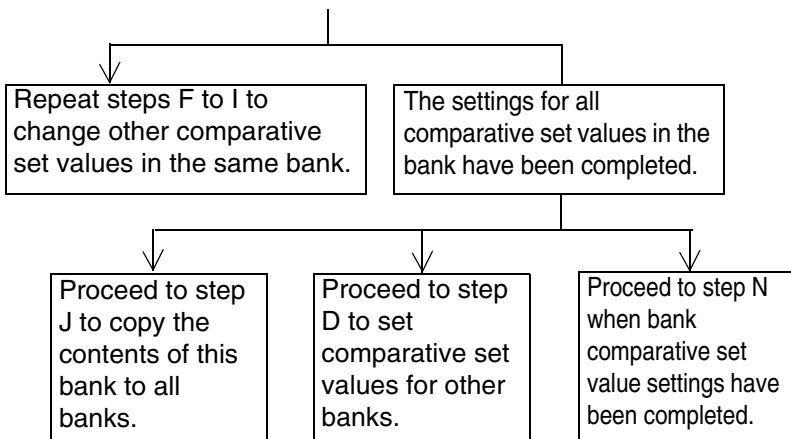 Repeat steps F to I to
change other comparative
set values in the same bank.
The settings for all
comparative set values in the
bank have been completed.
Proceed to step
J to copy the
contents of this
bank to all
banks.
Proceed to step
D to set
comparative set
values for other
banks.
Proceed to step N
when bank
comparative set
value settings have
been completed.